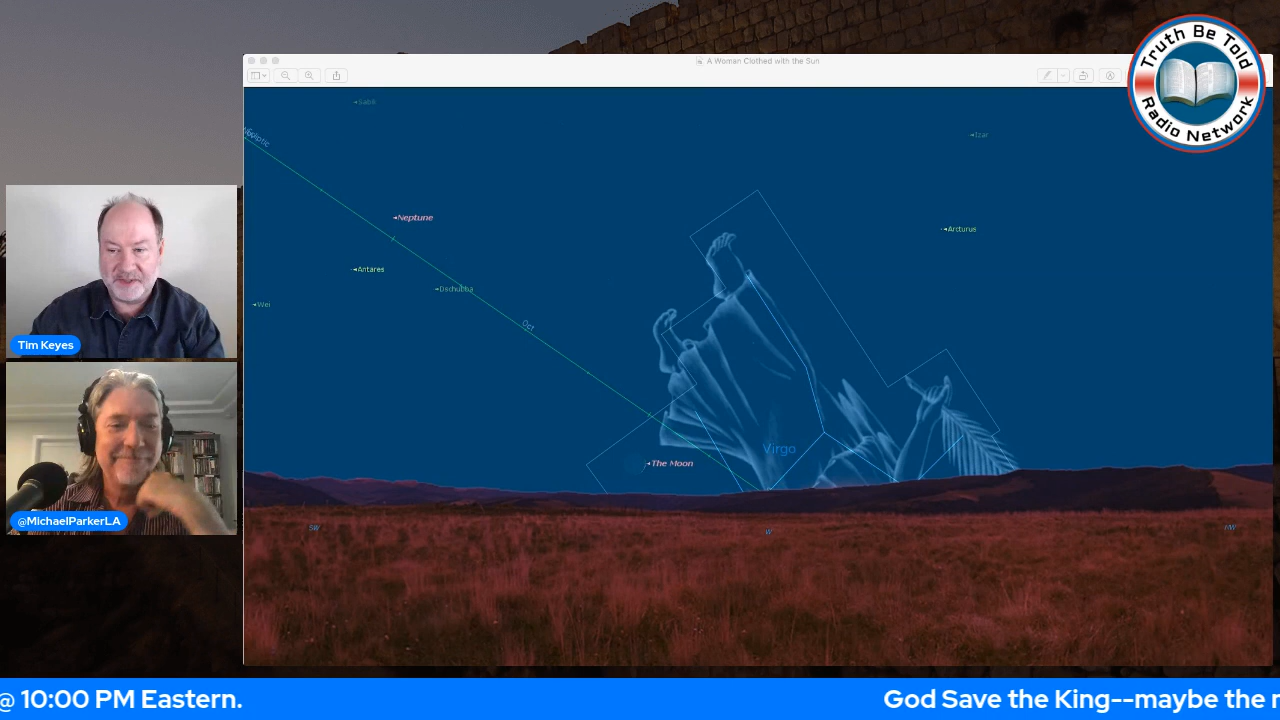 Truth Be Told
Radio Network
A Woman Clothed with the Sun
Sabik
Izar
Neptune
Arcturus
Antares
Dschubba
Wei
Oct
Virgo
The Moon
SW
W
NW
Tim Keyes
@MichaelParkerLA
@ 10:00 PM Eastern.
God Save the King--maybe the